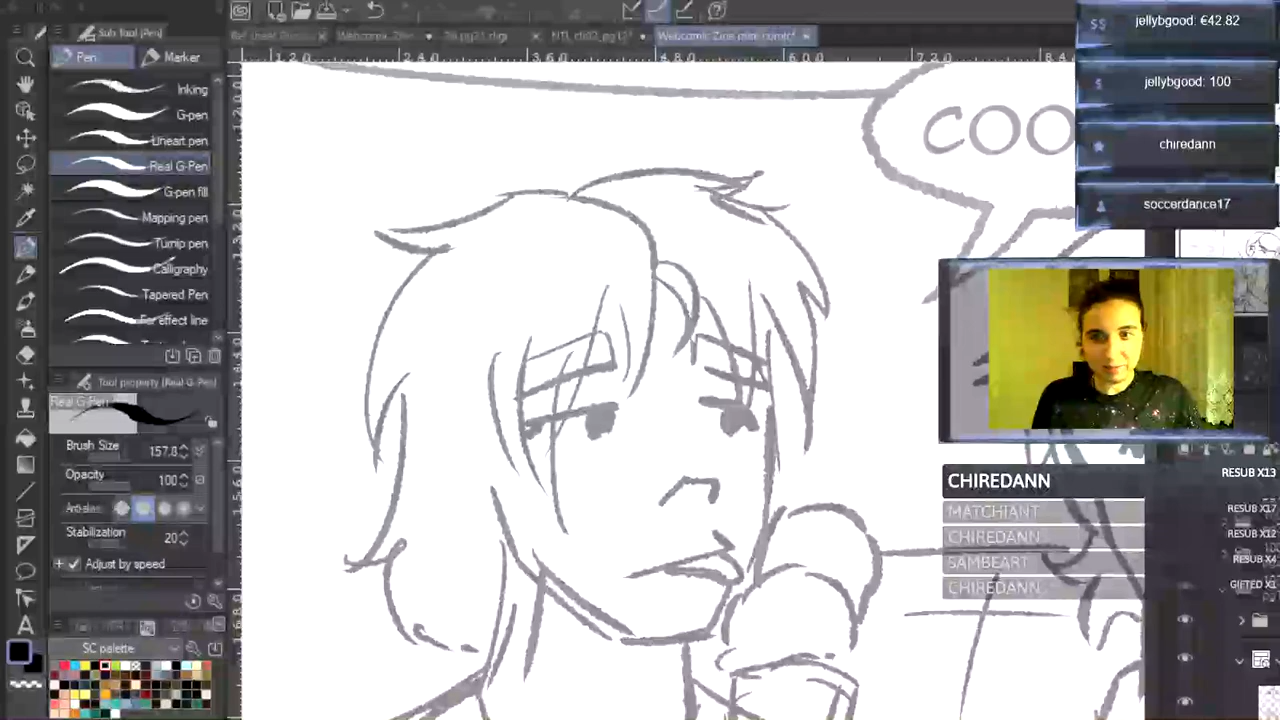 Sub Tool (Pen)
Pen
Marker
Inking
G-pen
Lineart pen
Real G-Pen
G-pen fill
Mapping pen
Turnip pen
Calligraphy
Tapered Pen
For effect line
Tool property (Real G-Pen)
Real G-Pen
Brush Size 157.8
Opacity 100
Stabilization 20
Adjust by speed
SC palette
COO
jellybgood: €42.82
jellybgood: 100
chiredann
soccerdance17
CHIREDANN RESUB X13
MATCHIANT RESUB X17
CHIREDANN RESUB X12
SAMBEART RESUB X4
CHIREDANN GIFTED X1